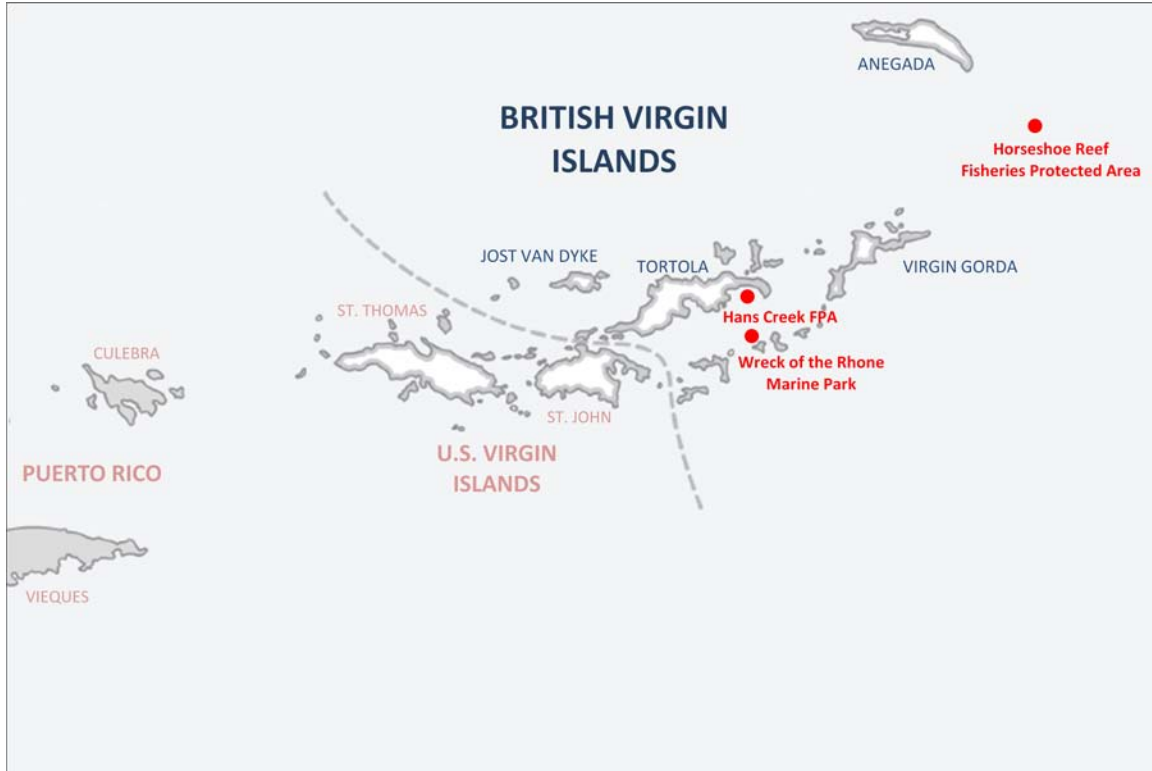 ANEGADA
BRITISH VIRGIN
ISLANDS
Horseshoe Reef
Fisheries Protected Area
JOST VAN DYKE
TORTOLA
VIRGIN GORDA
ST. THOMAS
Hans Creek FPA
CULEBRA
Wreck of the Rhone
Marine Park
ST. JOHN
U.S. VIRGIN
ISLANDS
PUERTO RICO
VIEQUES